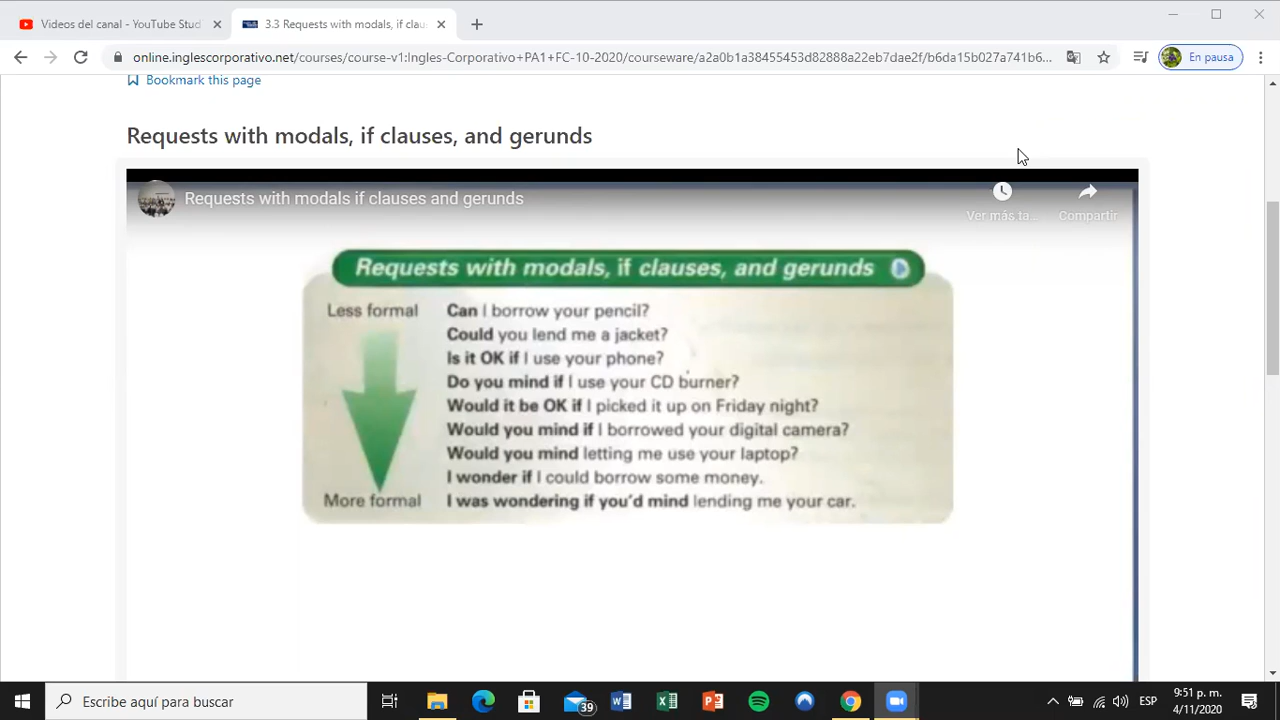 Videos del canal - YouTube Stud
3.3 Requests with modals, if clau
online.inglescorporativo.net/courses/course-v1:Ingles-Corporativo+PA1+FC-10-2020/courseware/a2a0b1a38455453d82888a22eb7dae2f/b6da15b027a741b6...
En pausa
Bookmark this page
Requests with modals, if clauses, and gerunds
Requests with modals if clauses and gerunds
Ver más ta...
Compartir
Requests with modals, if clauses, and gerunds
Less formal
Can I borrow your pencil?
Could you lend me a jacket?
Is it OK if I use your phone?
Do you mind if I use your CD burner?
Would it be OK if I picked it up on Friday night?
Would you mind if I borrowed your digital camera?
Would you mind letting me use your laptop?
I wonder if I could borrow some money.
More formal
I was wondering if you'd mind lending me your car.
Escribe aquí para buscar
39
ESP
9:51 p. m.
4/11/2020